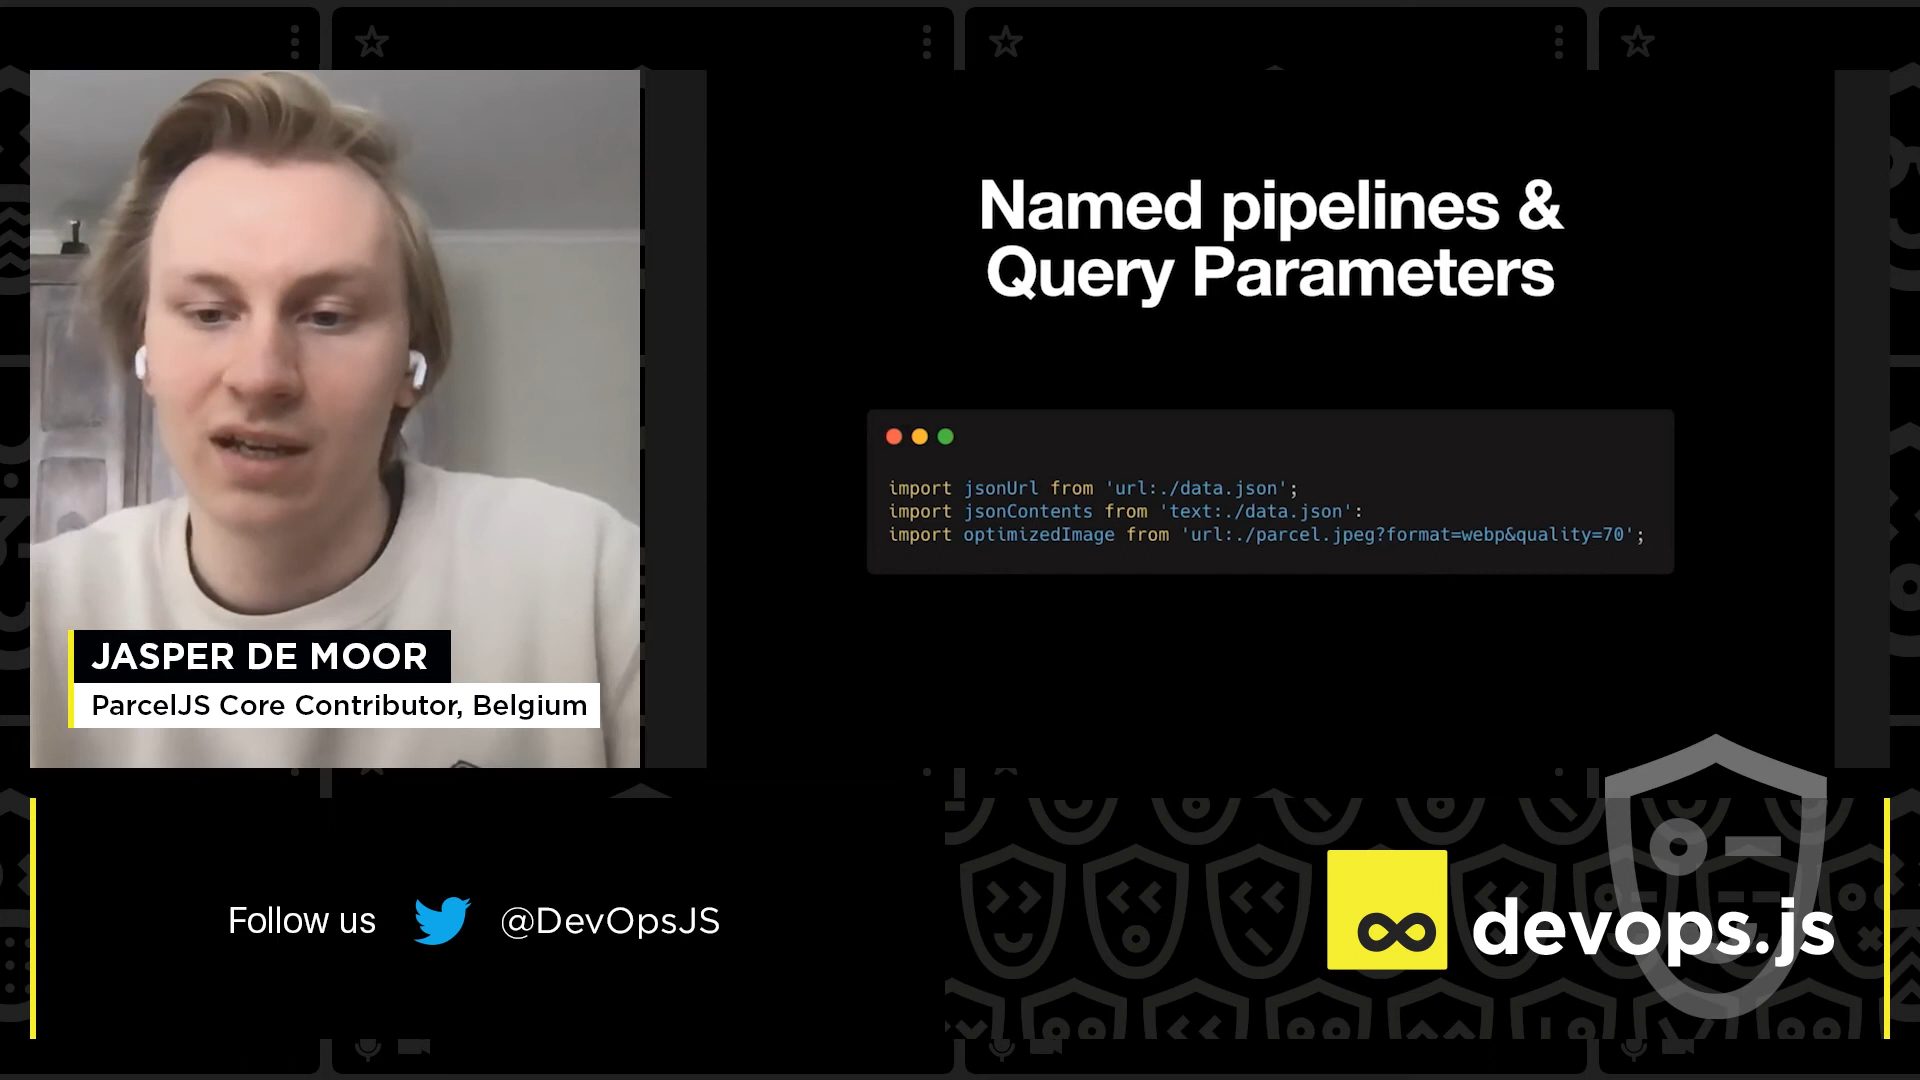 Named pipelines &
Query Parameters
import jsonUrl from 'url:./data.json';
import jsonContents from 'text:./data.json':
import optimizedImage from 'url:./parcel.jpeg?format=webp&quality=70';
JASPER DE MOOR
ParcelJS Core Contributor, Belgium
Follow us @DevOpsJS
devops.js